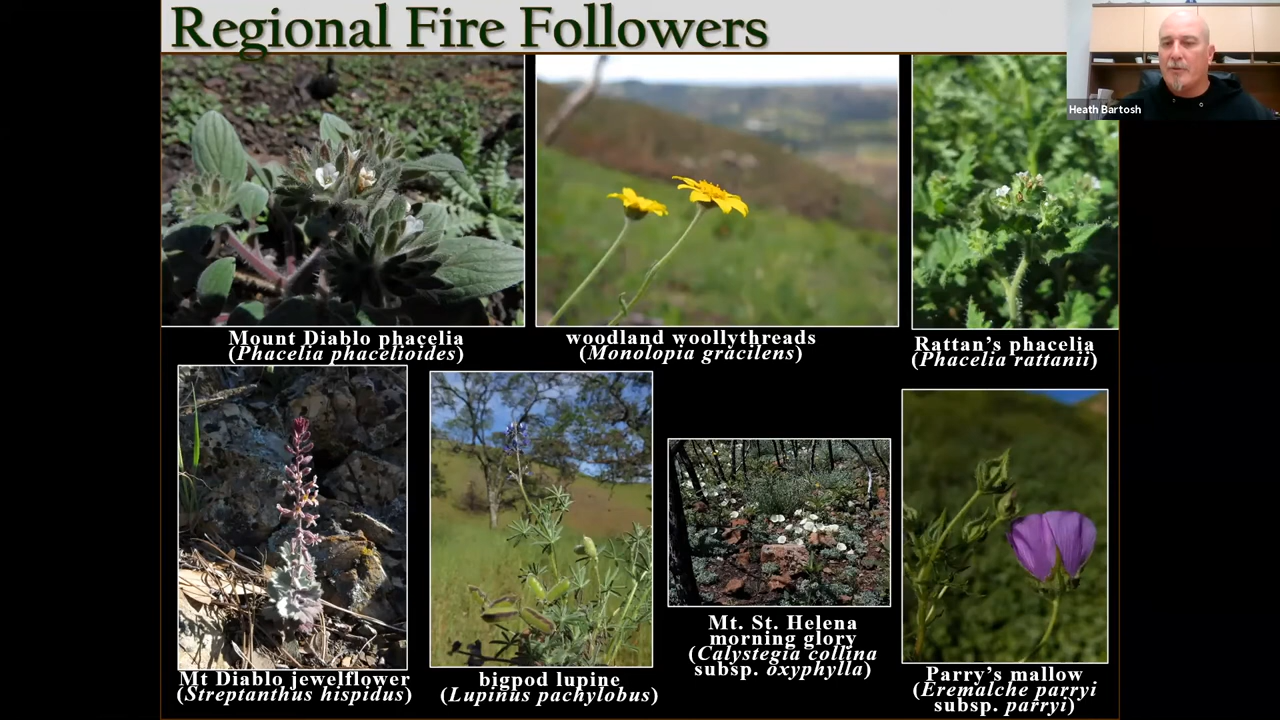 Regional Fire Followers
Heath Bartosh
Mount Diablo phacelia
(Phacelia phacelioides)
woodland woollythreads
(Monolopia gracilens)
Rattan's phacelia
(Phacelia rattanii)
Mt Diablo jewelflower
(Streptanthus hispidus)
bigpod lupine
(Lupinus pachylobus)
Mt. St. Helena
morning glory
(Calystegia collina
subsp. oxyphylla)
Parry's mallow
(Eremalche parryi
subsp. parryi)